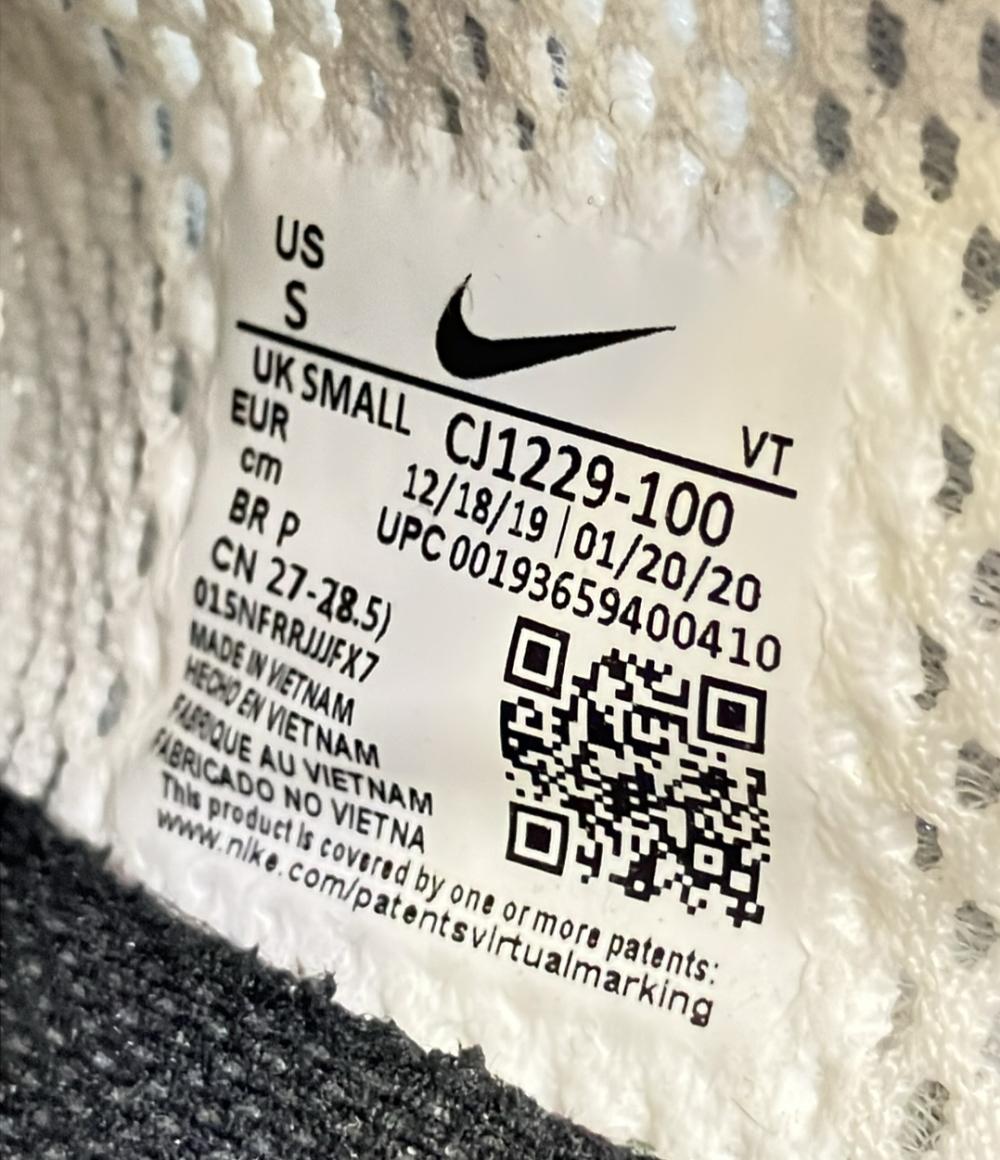 US
S
VT
UK SMALL
EUR
cm
BR P
CN 27-28.5)
01SNFRRJJJFX7
CJ1229-100
12/18/19 | 01/20/20
UPC 00193659400410
MADE IN VIETNAM
HECHO EN VIETNAM
FABRIQUE AU VIETNAM
FABRICADO NO VIETNA
This product is covered by one or more patents:
www.nike.com/patentsvirtualmarking